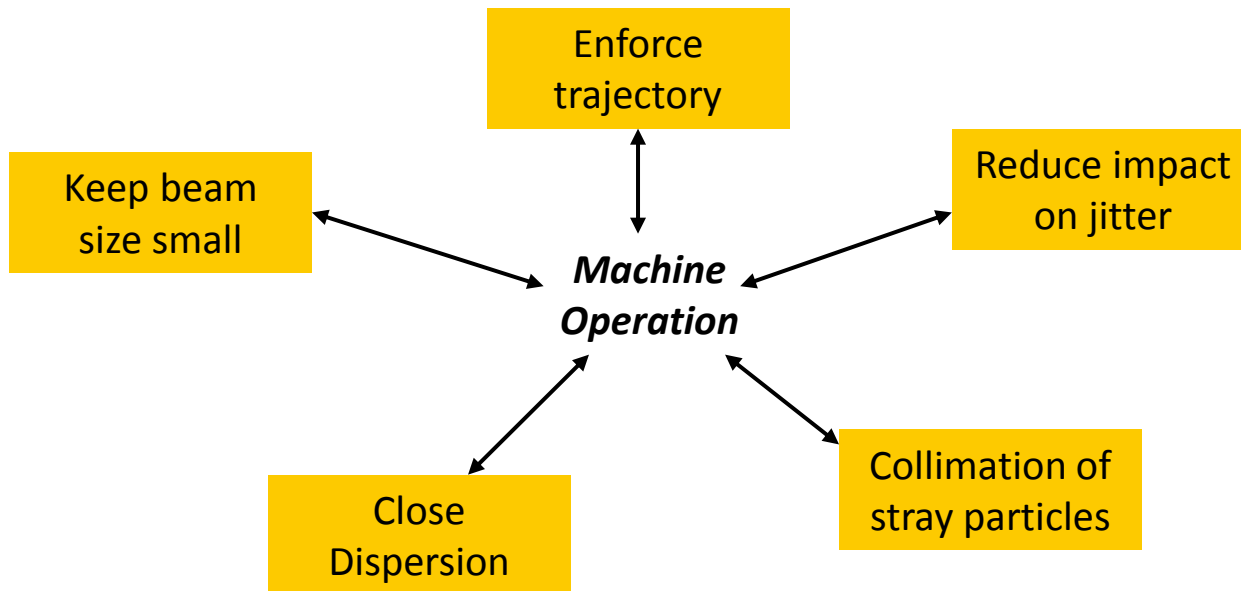 Enforce
trajectory
Keep beam
size small
Reduce impact
on jitter
Machine
Operation
Close
Dispersion
Collimation of
stray particles